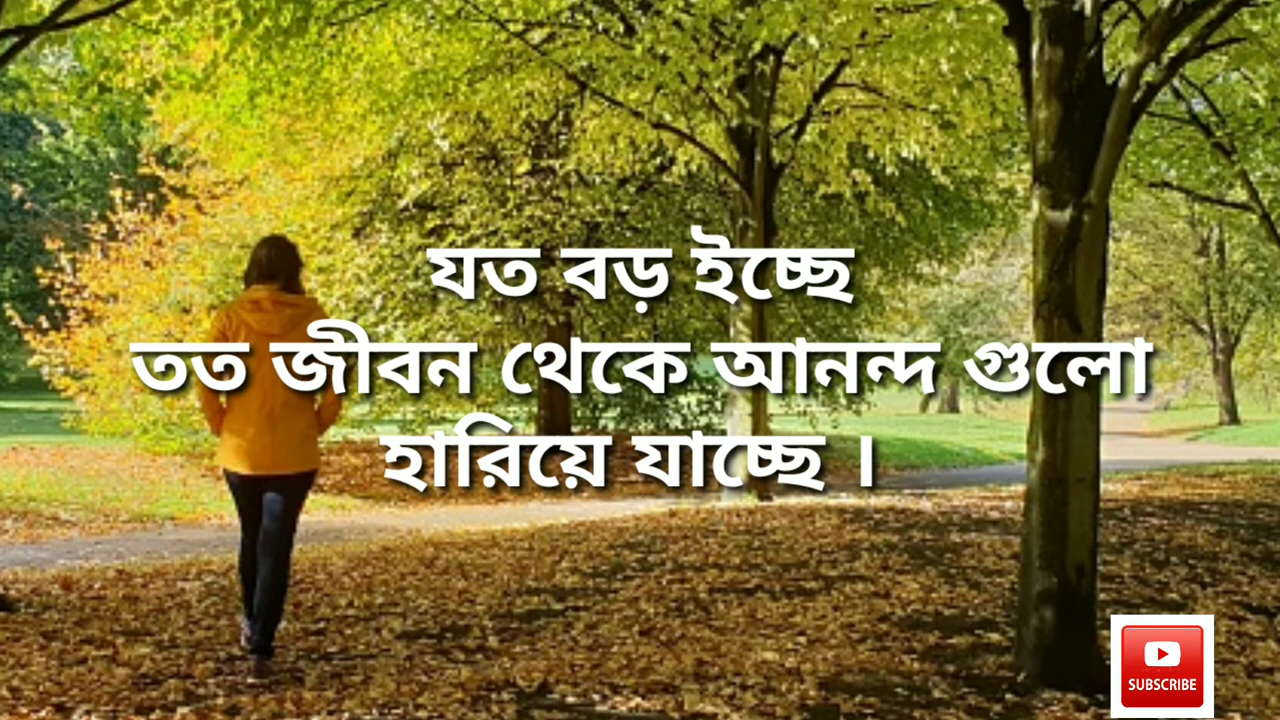 যত বড় ইচ্ছে
তত জীবন থেকে আনন্দ গুলো
হারিয়ে যাচ্ছে ।
SUBSCRIBE